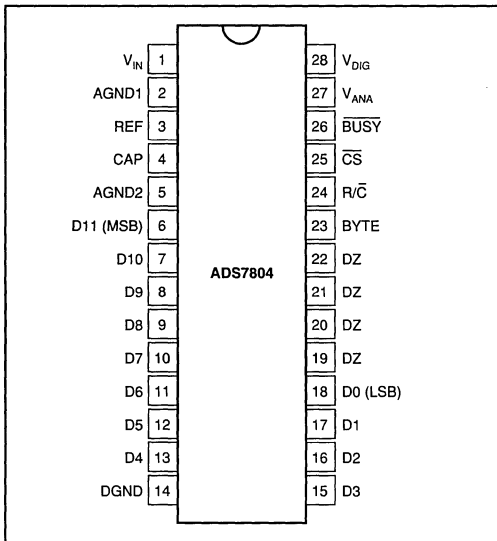 V_IN 1 28 V_DIG
AGND1 2 27 V_ANA
REF 3 26 B̅U̅S̅Y̅
CAP 4 25 C̅S̅
AGND2 5 24 R/C̅
D11 (MSB) 6 23 BYTE
D10 7 22 DZ
ADS7804
D9 8 21 DZ
D8 9 20 DZ
D7 10 19 DZ
D6 11 18 D0 (LSB)
D5 12 17 D1
D4 13 16 D2
DGND 14 15 D3